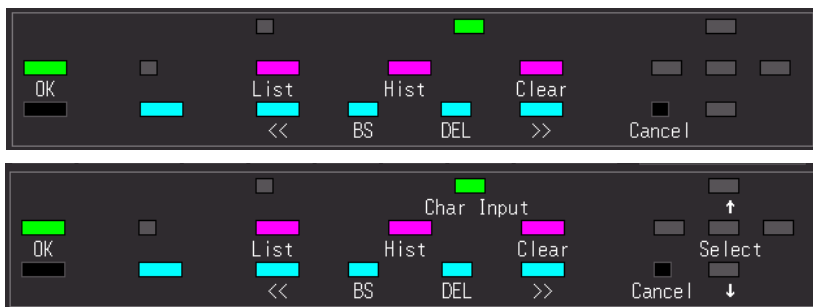 OK List Hist Clear
<< BS DEL >> Cancel
Char Input ↑
OK List Hist Clear Select
<< BS DEL >> Cancel ↓